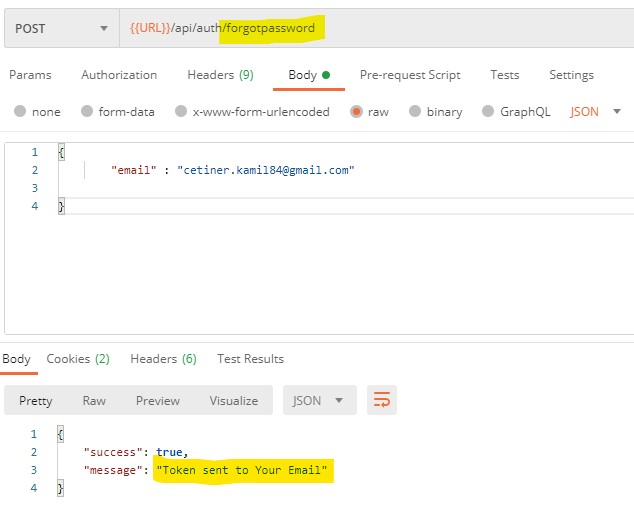 POST {{URL}}/api/auth/forgotpassword
Params Authorization Headers (9) Body Pre-request Script Tests Settings
none form-data x-www-form-urlencoded raw binary GraphQL JSON
1 {
2 "email" : "cetiner.kamil84@gmail.com"
3
4 }
Body Cookies (2) Headers (6) Test Results
Pretty Raw Preview Visualize JSON
1 {
2 "success": true,
3 "message": "Token sent to Your Email"
4 }